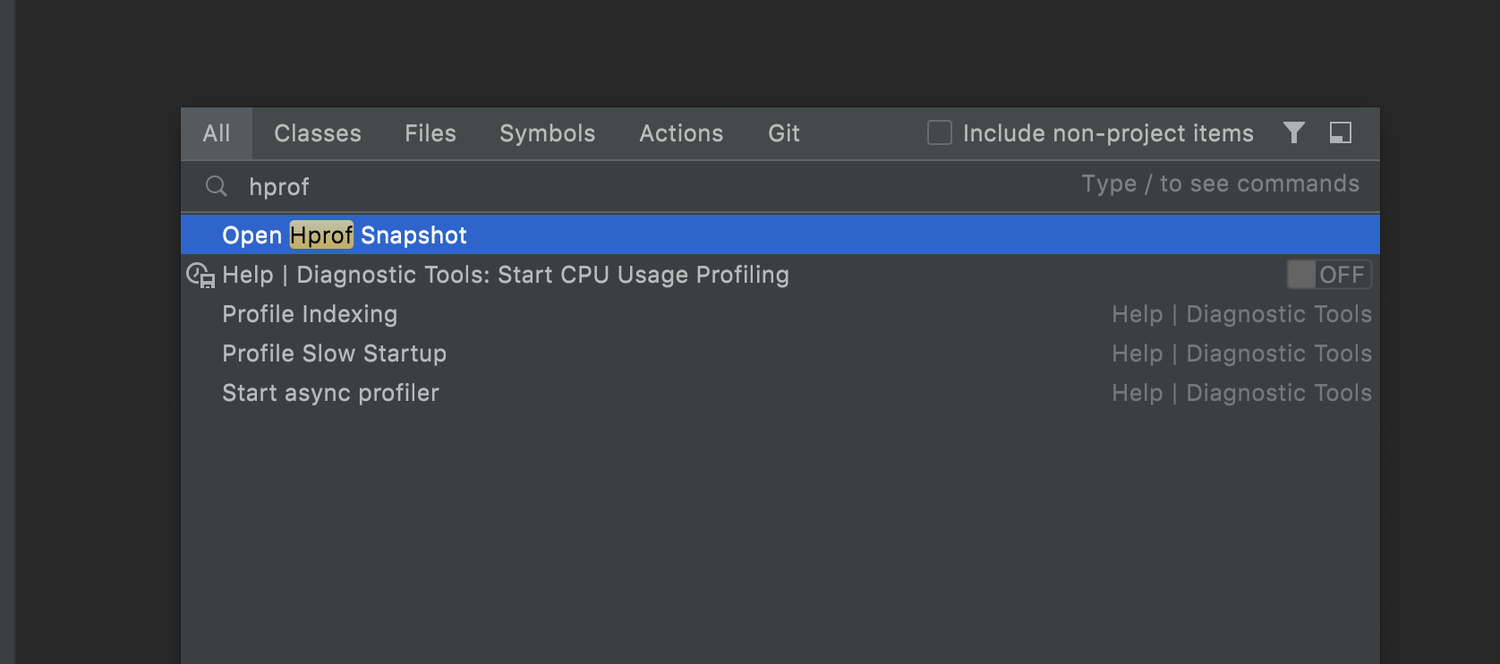 All Classes Files Symbols Actions Git Include non-project items
hprof Type / to see commands
Open Hprof Snapshot
Help | Diagnostic Tools: Start CPU Usage Profiling OFF
Profile Indexing Help | Diagnostic Tools
Profile Slow Startup Help | Diagnostic Tools
Start async profiler Help | Diagnostic Tools